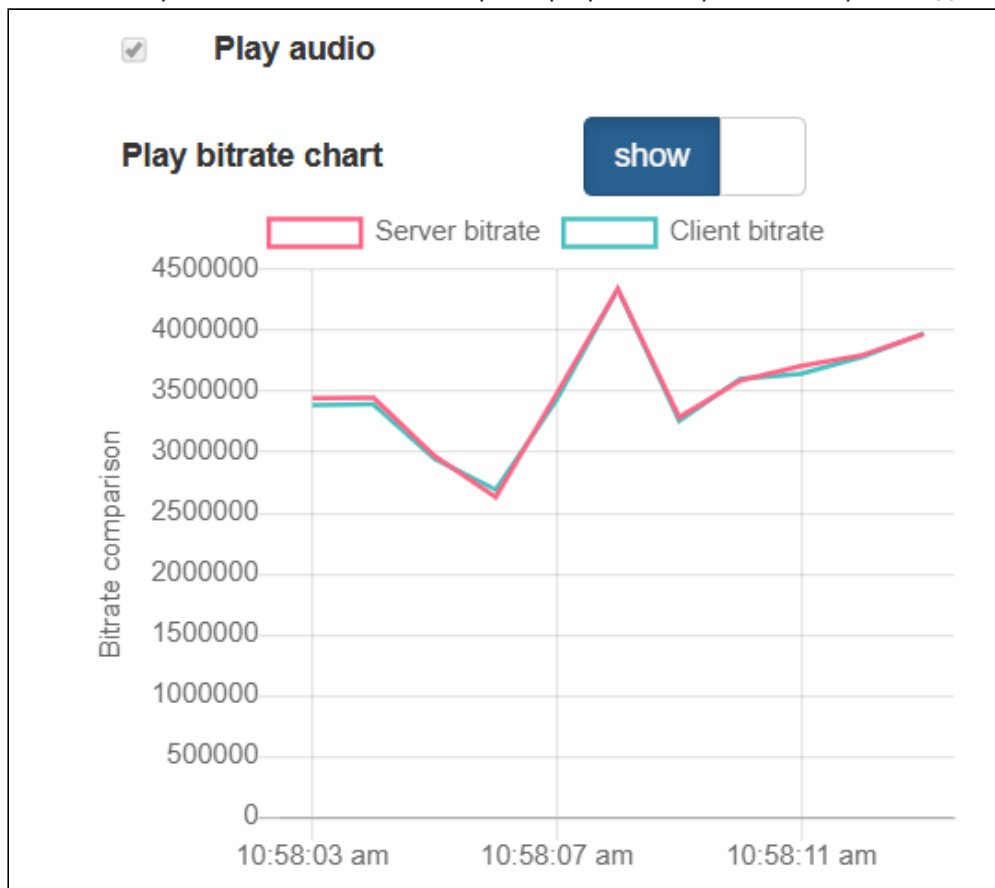 Play audio
Play bitrate chart
show
Server bitrate
Client bitrate
4500000
4000000
3500000
3000000
2500000
2000000
1500000
1000000
500000
0
Bitrate comparison
10:58:03 am
10:58:07 am
10:58:11 am